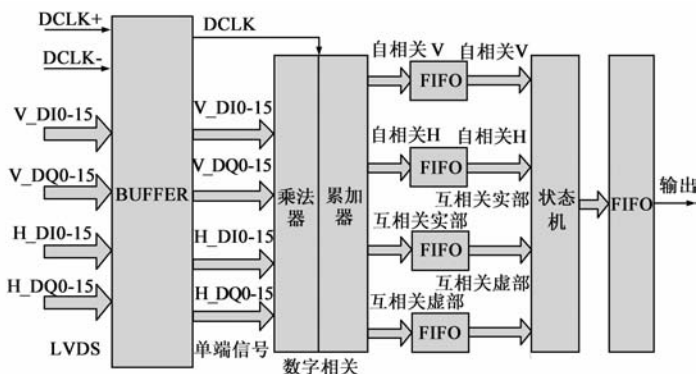 DCLK+
DCLK-
V_DI0-15
V_DQ0-15
H_DI0-15
H_DQ0-15
LVDS
BUFFER
DCLK
V_DI0-15
V_DQ0-15
H_DI0-15
H_DQ0-15
单端信号
乘法器
累加器
数字相关
自相关 V
FIFO
自相关V
自相关H
FIFO
自相关H
互相关实部
FIFO
互相关实部
互相关虚部
FIFO
互相关虚部
状态机
FIFO
输出